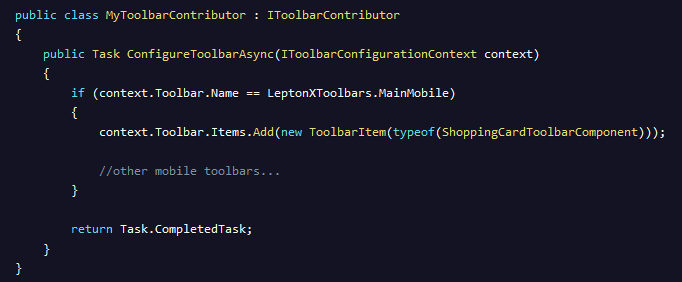 public class MyToolbarContributor : IToolbarContributor
{
    public Task ConfigureToolbarAsync(IToolbarConfigurationContext context)
    {
        if (context.Toolbar.Name == LeptonXToolbars.MainMobile)
        {
            context.Toolbar.Items.Add(new ToolbarItem(typeof(ShoppingCardToolbarComponent)));
            //other mobile toolbars...
        }
        return Task.CompletedTask;
    }
}